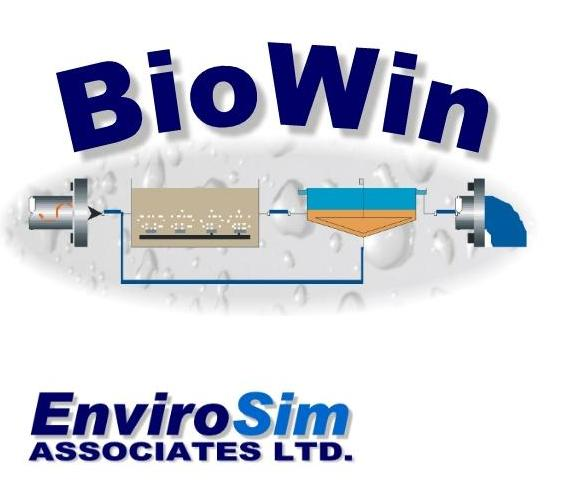 BioWin
EnviroSim
ASSOCIATES LTD.